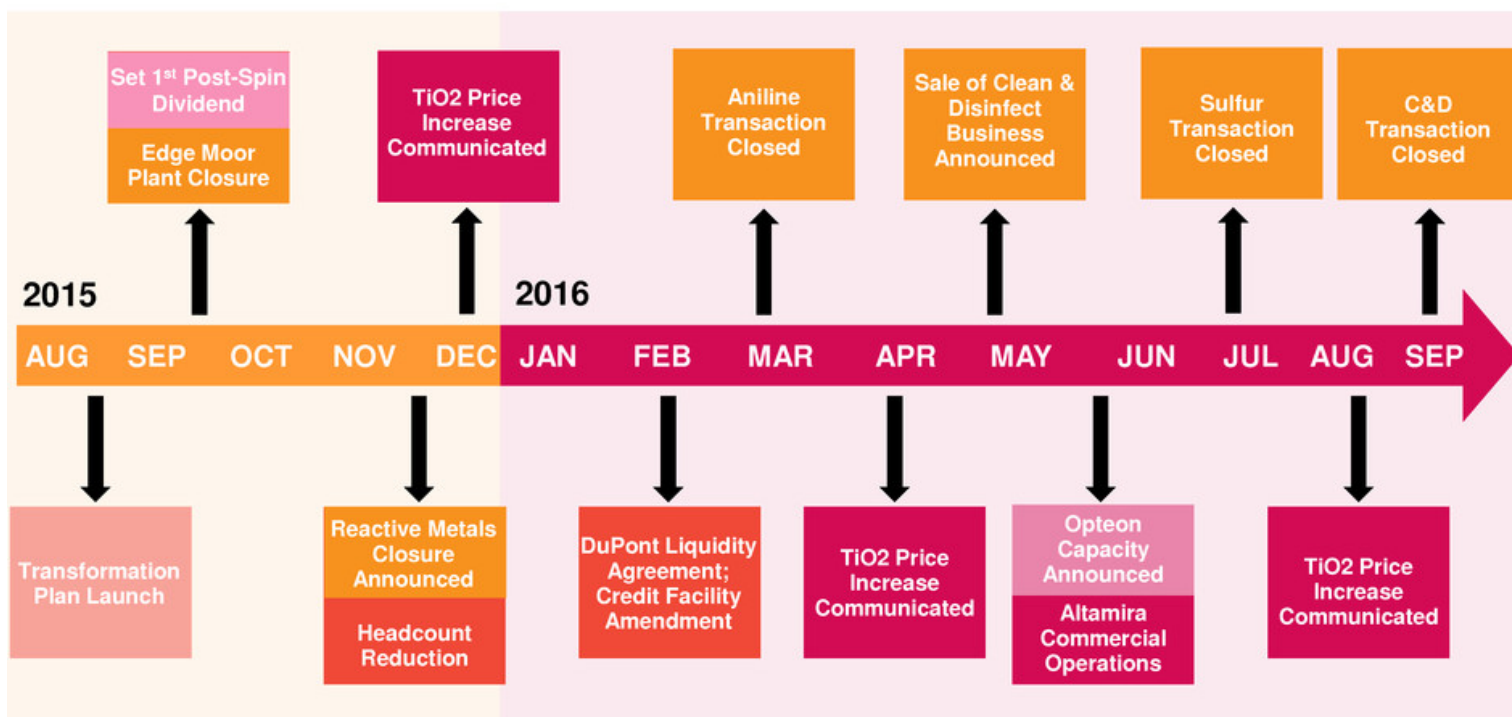 Set 1st Post-Spin
Dividend
Edge Moor
Plant Closure
TiO2 Price
Increase
Communicated
Aniline
Transaction
Closed
Sale of Clean &
Disinfect
Business
Announced
Sulfur
Transaction
Closed
C&D
Transaction
Closed
2015
2016
AUG SEP OCT NOV DEC JAN FEB MAR APR MAY JUN JUL AUG SEP
Transformation
Plan Launch
Reactive Metals
Closure
Announced
Headcount
Reduction
DuPont Liquidity
Agreement;
Credit Facility
Amendment
TiO2 Price
Increase
Communicated
Opteon
Capacity
Announced
Altamira
Commercial
Operations
TiO2 Price
Increase
Communicated